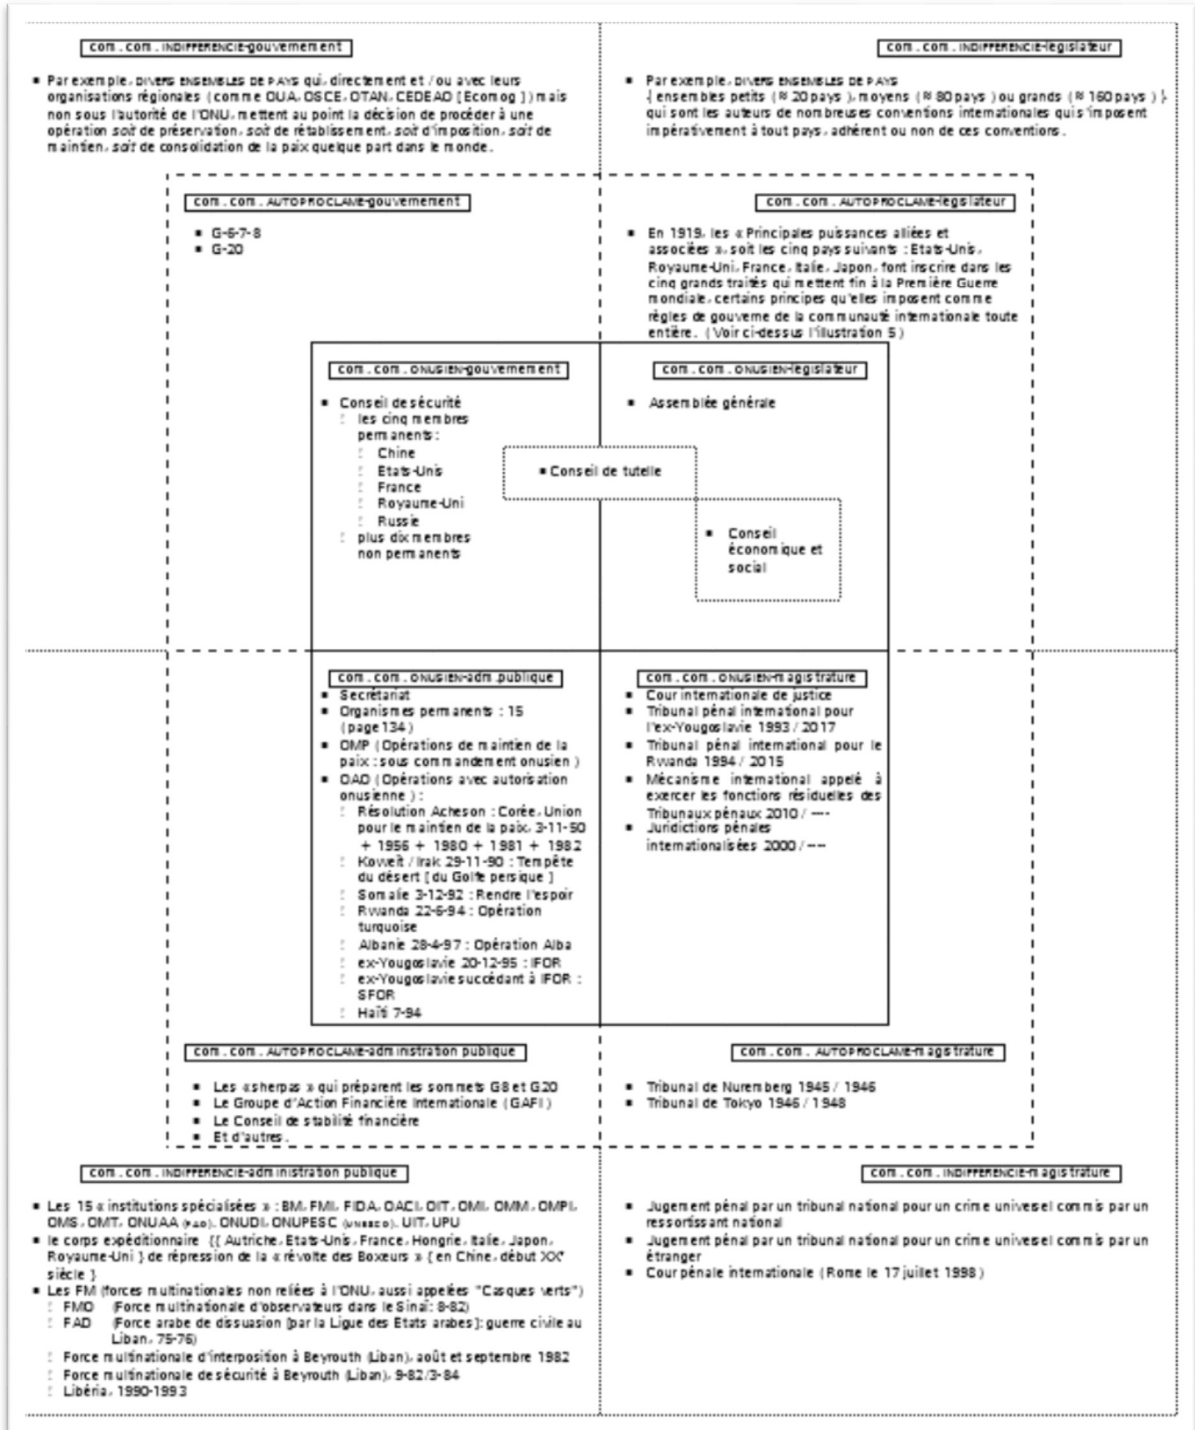 com. com. INDIFFERENCIE-gouvernement
▪ Par exemple, DIVERS ENSEMBLES DE PAYS qui, directement et / ou avec leurs
organisations régionales (comme OUA, OSCE, OTAN, CEDEAO [Ecomog]) mais
non sous l'autorité de l'ONU, mettent au point la décision de procéder à une
opération soit de préservation, soit de rétablissement, soit d'imposition, soit de
maintien, soit de consolidation de la paix quelque part dans le monde.
com. com. INDIFFERENCIE-législateur
▪ Par exemple, DIVERS ENSEMBLES DE PAYS
{ ensembles petits (≈ 20 pays), moyens (≈ 80 pays) ou grands (≈ 160 pays) }
qui sont les auteurs de nombreuses conventions internationales qui s'imposent
impérativement à tout pays, adhérent ou non de ces conventions.
com. com. AUTOPROCLAME-gouvernement
▪ G-6-7-8
▪ G-20
com. com. AUTOPROCLAME-législateur
▪ En 1919, les « Principales puissances alliées et
associées », soit les cinq pays suivants : Etats-Unis,
Royaume-Uni, France, Italie, Japon, font inscrire dans les
cinq grands traités qui mettent fin à la Première Guerre
mondiale, certains principes qu'elles imposent comme
règles de gouverne de la communauté internationale toute
entière. (Voir ci-dessus l'illustration 5)
com. com. ONUSIEN-gouvernement
▪ Conseil de sécurité
les cinq membres
permanents :
Chine
Etats-Unis
France
Royaume-Uni
Russie
plus dix membres
non permanents
com. com. ONUSIEN-législateur
▪ Assemblée générale
▪ Conseil de tutelle
▪ Conseil
économique et
social
com. com. ONUSIEN-adm.publique
▪ Secrétariat
▪ Organismes permanents : 15
(page 134)
▪ OMP (Opérations de maintien de la
paix : sous commandement onusien)
▪ OAO (Opérations avec autorisation
onusienne) :
Résolution Acheson : Corée, Union
pour le maintien de la paix, 3-11-50
+ 1956 + 1980 + 1981 + 1982
Koweït / Irak 29-11-90 : Tempête
du désert [du Golfe persique]
Somalie 3-12-92 : Rendre l'espoir
Rwanda 22-6-94 : Opération
turquoise
Albanie 28-4-97 : Opération Alba
ex-Yougoslavie 20-12-95 : IFOR
ex-Yougoslavie succédant à IFOR :
SFOR
Haïti 7-94
com. com. ONUSIEN-magistrature
▪ Cour internationale de justice
▪ Tribunal pénal international pour
l'ex-Yougoslavie 1993 / 2017
▪ Tribunal pénal international pour le
Rwanda 1994 / 2015
▪ Mécanisme international appelé à
exercer les fonctions résiduelles des
Tribunaux pénaux 2010 / ----
▪ Juridictions pénales
internationalisées 2000 / ----
com. com. AUTOPROCLAME-administration publique
▪ Les « sherpas » qui préparent les sommets G8 et G20
▪ Le Groupe d'Action Financière Internationale (GAFI)
▪ Le Conseil de stabilité financière
▪ Et d'autres.
com. com. AUTOPROCLAME-magistrature
▪ Tribunal de Nuremberg 1945 / 1946
▪ Tribunal de Tokyo 1946 / 1948
com. com. INDIFFERENCIE-administration publique
▪ Les 15 « institutions spécialisées » : BM, FMI, FIDA, OACI, OIT, OMI, OMM, OMPI,
OMS, OMT, ONUAA (FAO), ONUDI, ONUPESC (UNESCO), UIT, UPU
▪ le corps expéditionnaire {{ Autriche, Etats-Unis, France, Hongrie, Italie, Japon,
Royaume-Uni } de répression de la « révolte des Boxeurs » { en Chine, début XXe
siècle }
▪ Les FM (forces multinationales non reliées à l'ONU, aussi appelées "Casques verts")
FMO (Force multinationale d'observateurs dans le Sinaï: 8-82)
FAD (Force arabe de dissuasion [par la Ligue des Etats arabes]: guerre civile au
Liban, 75-76)
Force multinationale d'interposition à Beyrouth (Liban), août et septembre 1982
Force multinationale de sécurité à Beyrouth (Liban), 9-82/3-84
Libéria, 1990-1993
com. com. INDIFFERENCIE-magistrature
▪ Jugement pénal par un tribunal national pour un crime universel commis par un
ressortissant national
▪ Jugement pénal par un tribunal national pour un crime universel commis par un
étranger
▪ Cour pénale internationale (Rome le 17 juillet 1998)